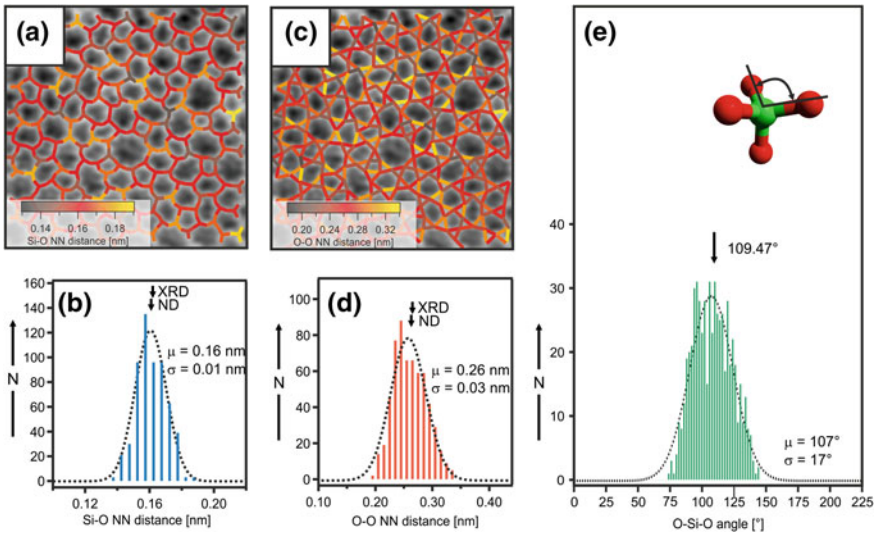 (a)
0.14 0.16 0.18
Si-O NN distance [nm]
(c)
0.20 0.24 0.28 0.32
O-O NN distance [nm]
(e)
109.47°
40
30
20
10
0
N
μ = 107°
σ = 17°
0 25 50 75 100 125 150 175 200 225
O-Si-O angle [°]
(b)
XRD
ND
160
140
120
100
80
60
40
20
0
N
μ = 0.16 nm
σ = 0.01 nm
0.12 0.16 0.20
Si-O NN distance [nm]
(d)
XRD
ND
100
80
60
40
20
0
N
μ = 0.26 nm
σ = 0.03 nm
0.10 0.20 0.30 0.40
O-O NN distance [nm]